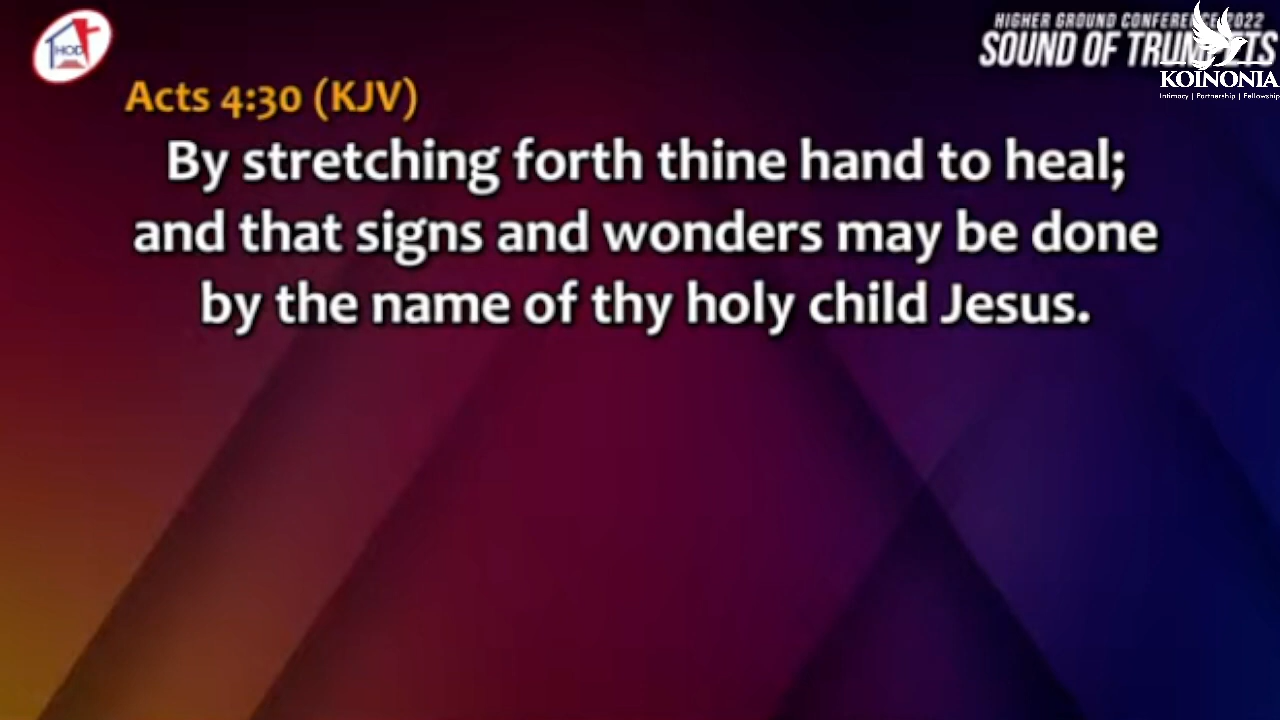 HOD
HIGHER GROUND CONFERENCE 2022
SOUND OF TRUMPETS
KOINONIA
Intimacy | Partnership | Fellowship
Acts 4:30 (KJV)
By stretching forth thine hand to heal;
and that signs and wonders may be done
by the name of thy holy child Jesus.